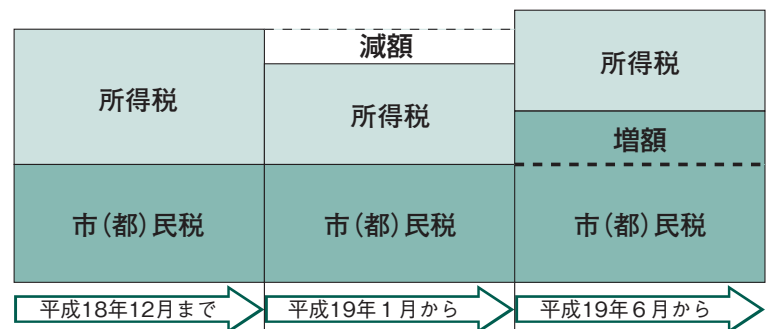 所得税
市（都）民税
減額
所得税
市（都）民税
所得税
増額
市（都）民税
平成18年12月まで
平成19年１月から
平成19年６月から